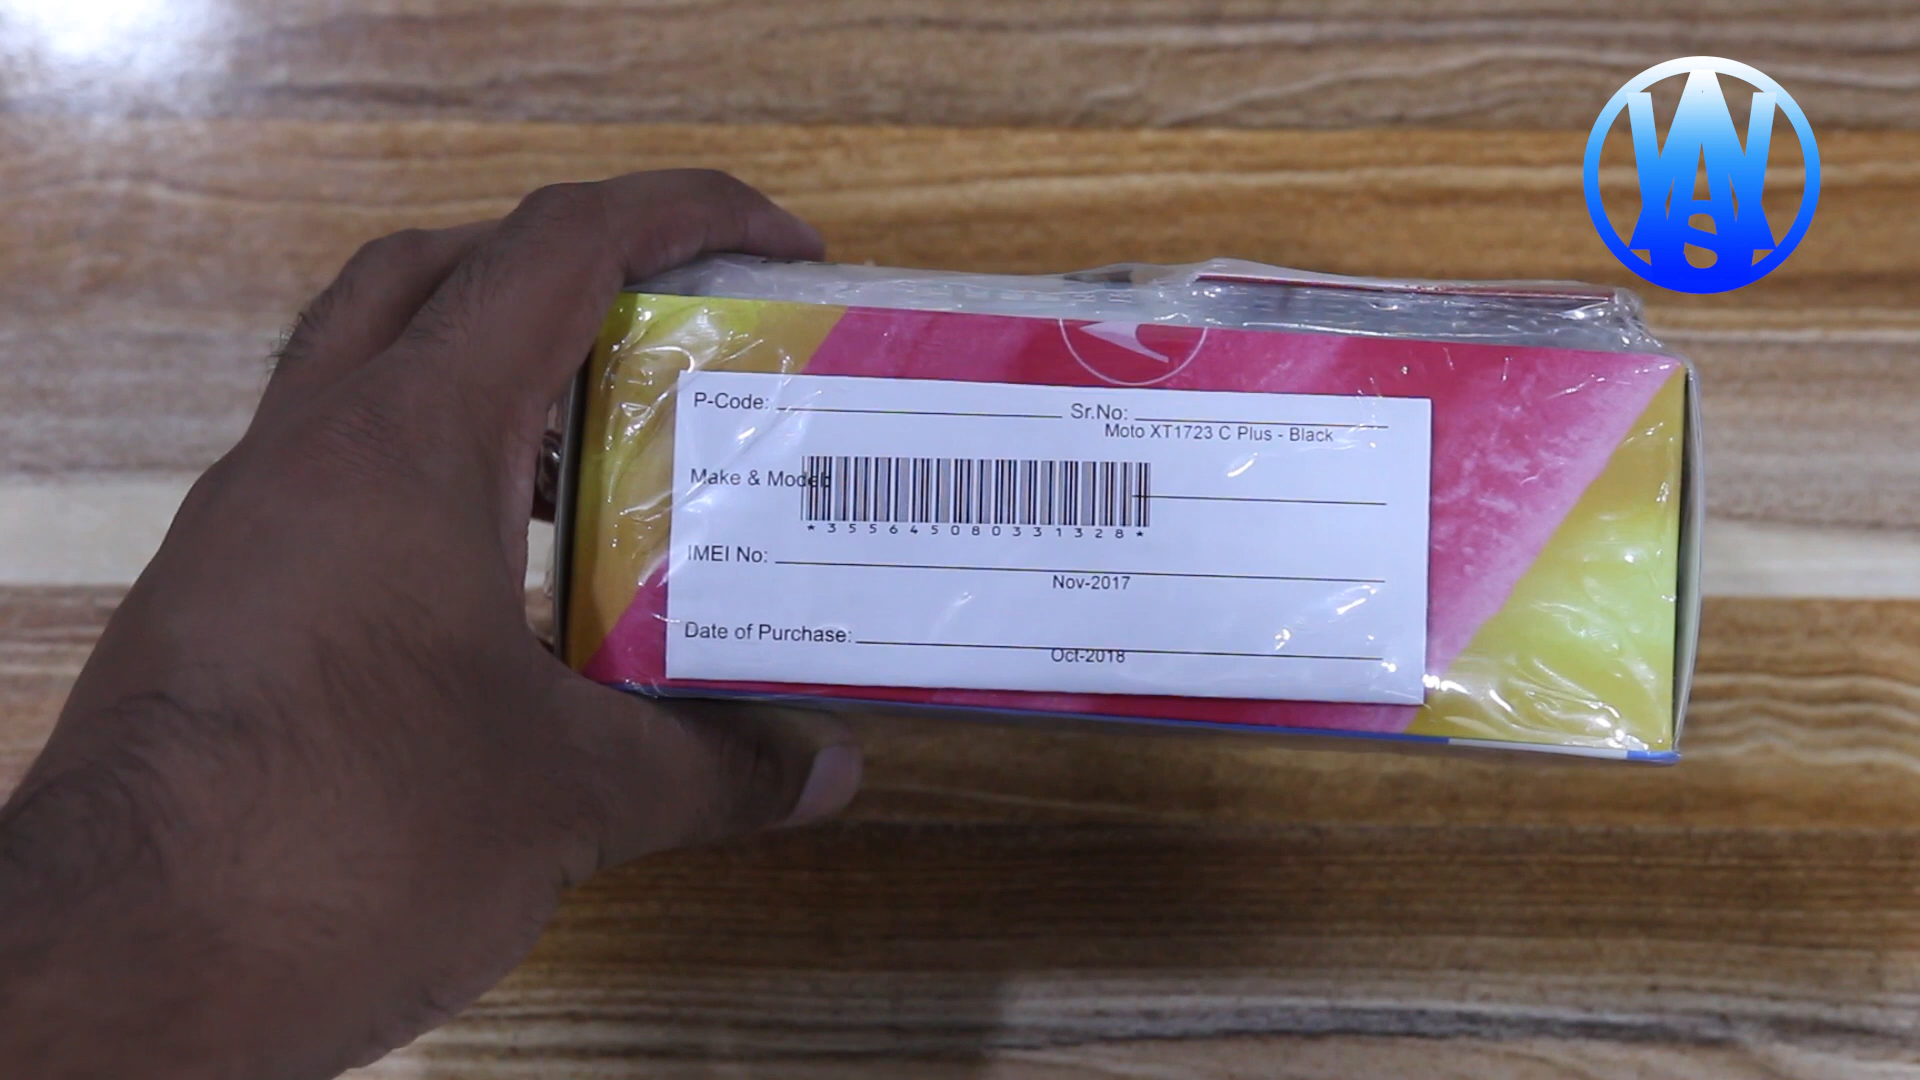 WAS
P-Code:
Sr.No:
Moto XT1723 C Plus - Black
Make & Model:
*355645080331328*
IMEI No:
Nov-2017
Date of Purchase:
Oct-2018